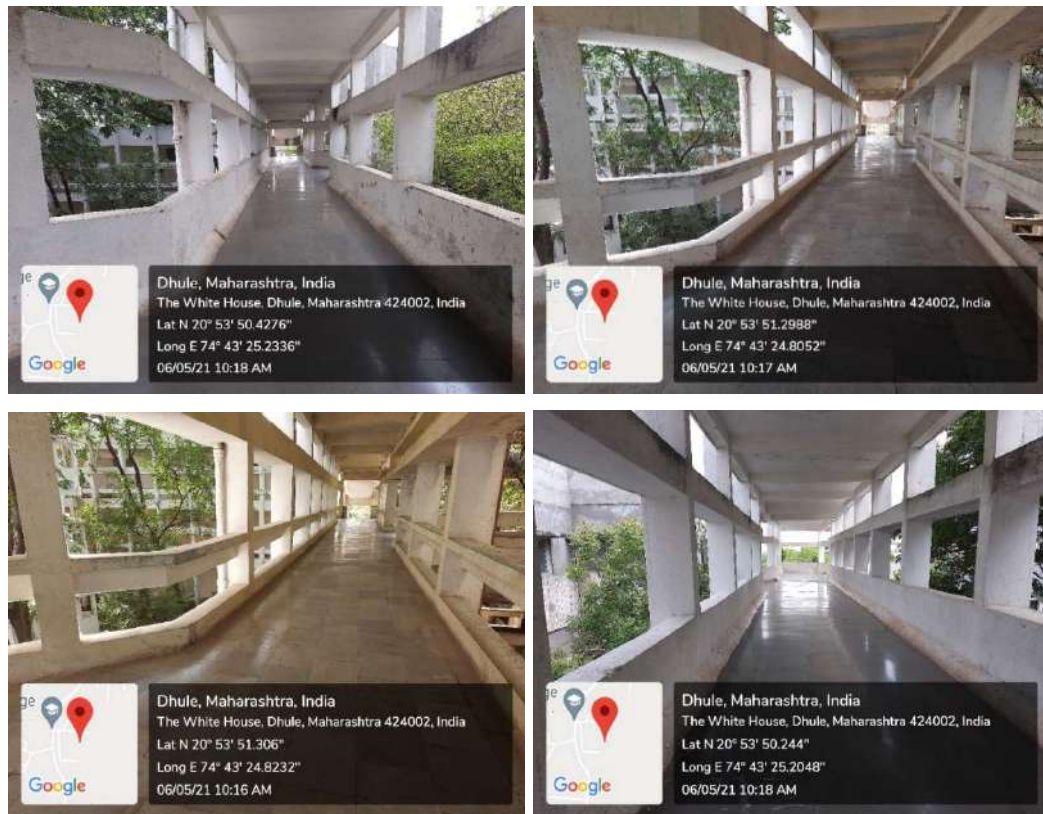 ge
Dhule, Maharashtra, India
The White House, Dhule, Maharashtra 424002, India
Lat N 20° 53' 50.4276"
Long E 74° 43' 25.2336"
06/05/21 10:18 AM
Google
ge
Dhule, Maharashtra, India
The White House, Dhule, Maharashtra 424002, India
Lat N 20° 53' 51.2988"
Long E 74° 43' 24.8052"
06/05/21 10:17 AM
Google
ge
Dhule, Maharashtra, India
The White House, Dhule, Maharashtra 424002, India
Lat N 20° 53' 51.306"
Long E 74° 43' 24.8232"
06/05/21 10:16 AM
Google
ge
Dhule, Maharashtra, India
The White House, Dhule, Maharashtra 424002, India
Lat N 20° 53' 50.244"
Long E 74° 43' 25.2048"
06/05/21 10:18 AM
Google